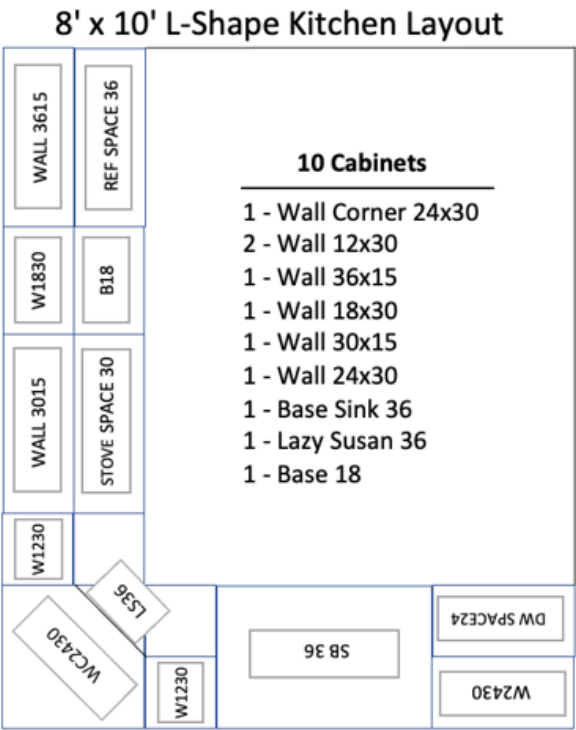 8' x 10' L-Shape Kitchen Layout
WALL 3615
REF SPACE 36
10 Cabinets
1 - Wall Corner 24x30
2 - Wall 12x30
1 - Wall 36x15
1 - Wall 18x30
1 - Wall 30x15
1 - Wall 24x30
1 - Base Sink 36
1 - Lazy Susan 36
1 - Base 18
W1830
B18
WALL 3015
STOVE SPACE 30
W1230
LS36
WC2430
W1230
SB 36
DW SPACE24
W2430